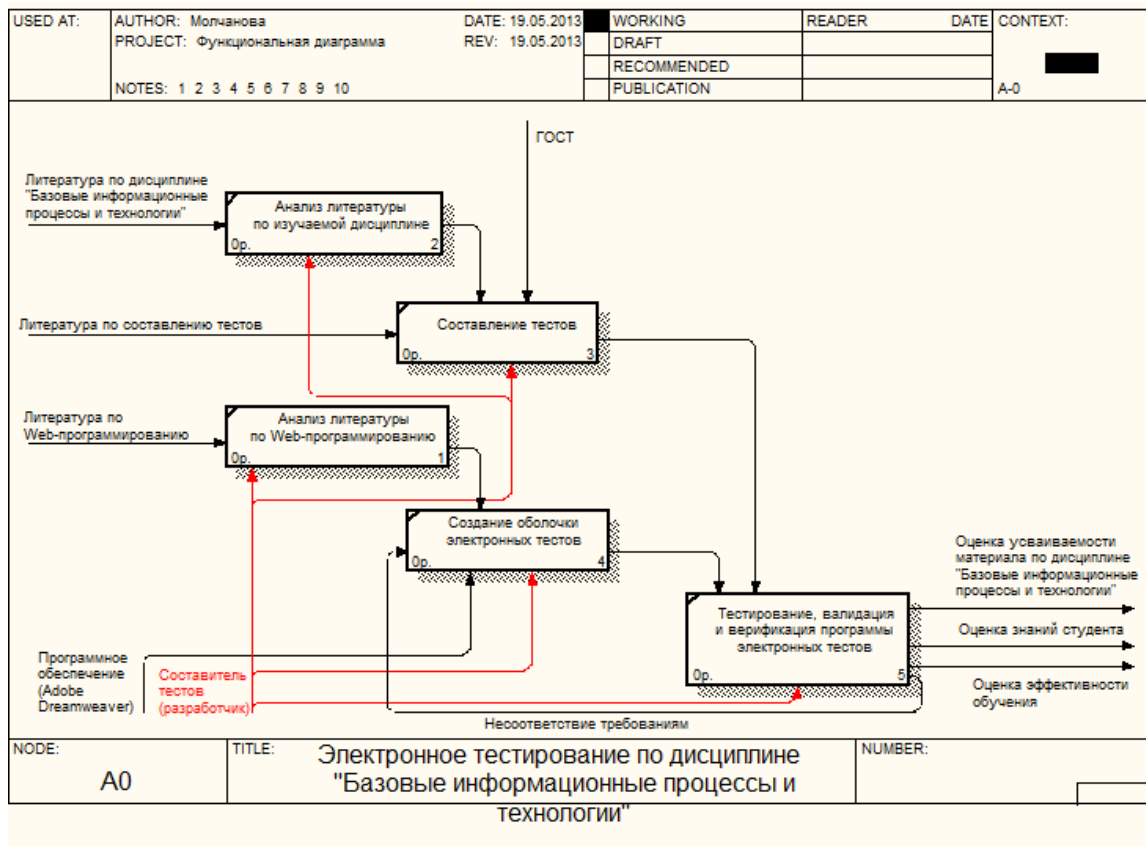 USED AT:
AUTHOR: Молчанова
DATE: 19.05.2013
PROJECT: Функциональная диаграмма
REV: 19.05.2013
NOTES: 1 2 3 4 5 6 7 8 9 10
WORKING
DRAFT
RECOMMENDED
PUBLICATION
READER
DATE
CONTEXT:
A-0
ГОСТ
Литература по дисциплине
"Базовые информационные
процессы и технологии"
Анализ литературы
по изучаемой дисциплине
0р.
2
Литература по составлению тестов
Составление тестов
0р.
3
Литература по
Web-программированию
Анализ литературы
по Web-программированию
0р.
1
Создание оболочки
электронных тестов
0р.
4
Тестирование, валидация
и верификация программы
электронных тестов
0р.
5
Оценка усваиваемости
материала по дисциплине
"Базовые информационные
процессы и технологии"
Оценка знаний студента
Оценка эффективности
обучения
Программное
обеспечение
(Adobe
Dreamweaver)
Составитель
тестов
(разработчик)
Несоответствие требованиям
NODE:
A0
TITLE:
Электронное тестирование по дисциплине
"Базовые информационные процессы и
технологии"
NUMBER: